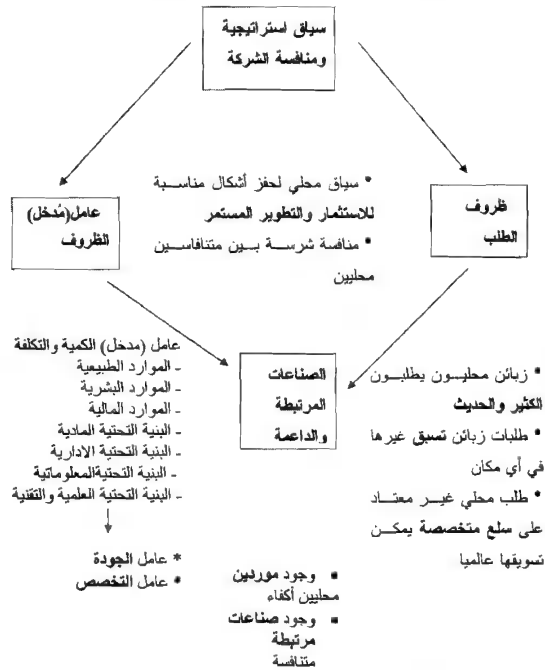 سياق استراتيجية
ومنافسة الشركة
ظروف
الطلب
• سياق محلي لحفز أشكال مناسبة
للاستثمار والتطوير المستمر
• منافسة شرسة بين متنافاسين
محليين
عامل(مُدخل)
الظروف
• زبائن محليون يطلبون
الكثير والحديث
• طلبات زبائن تسبق غيرها
في أي مكان
• طلب محلي غير معتاد
على سلع متخصصة يمكن
تسويقها عالميا
الصناعات
المرتبطة
والداعمة
عامل (مدخل) الكمية والتكلفة
- الموارد الطبيعية
- الموارد البشرية
- الموارد المالية
- البنية التحتية المادية
- البنية التحتية الادارية
- البنية التحتيةالمعلوماتية
- البنية التحتية العلمية والتقنية
* عامل الجودة
• عامل التخصص
• وجود موردين
محليين أكفاء
• وجود صناعات
مرتبطة
متنافسة